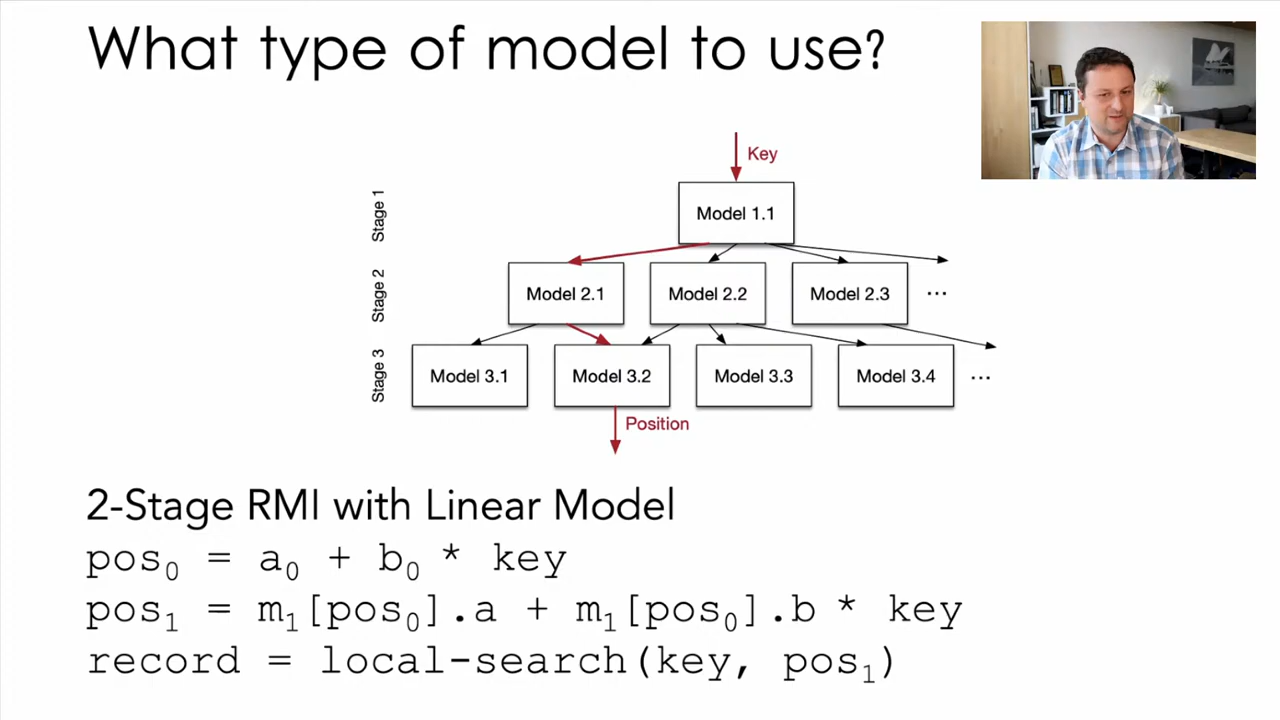 What type of model to use?
Key
Stage 1
Model 1.1
Stage 2
Model 2.1
Model 2.2
Model 2.3
...
Stage 3
Model 3.1
Model 3.2
Model 3.3
Model 3.4
...
Position
2-Stage RMI with Linear Model
pos₀ = a₀ + b₀ * key
pos₁ = m₁[pos₀].a + m₁[pos₀].b * key
record = local-search(key, pos₁)